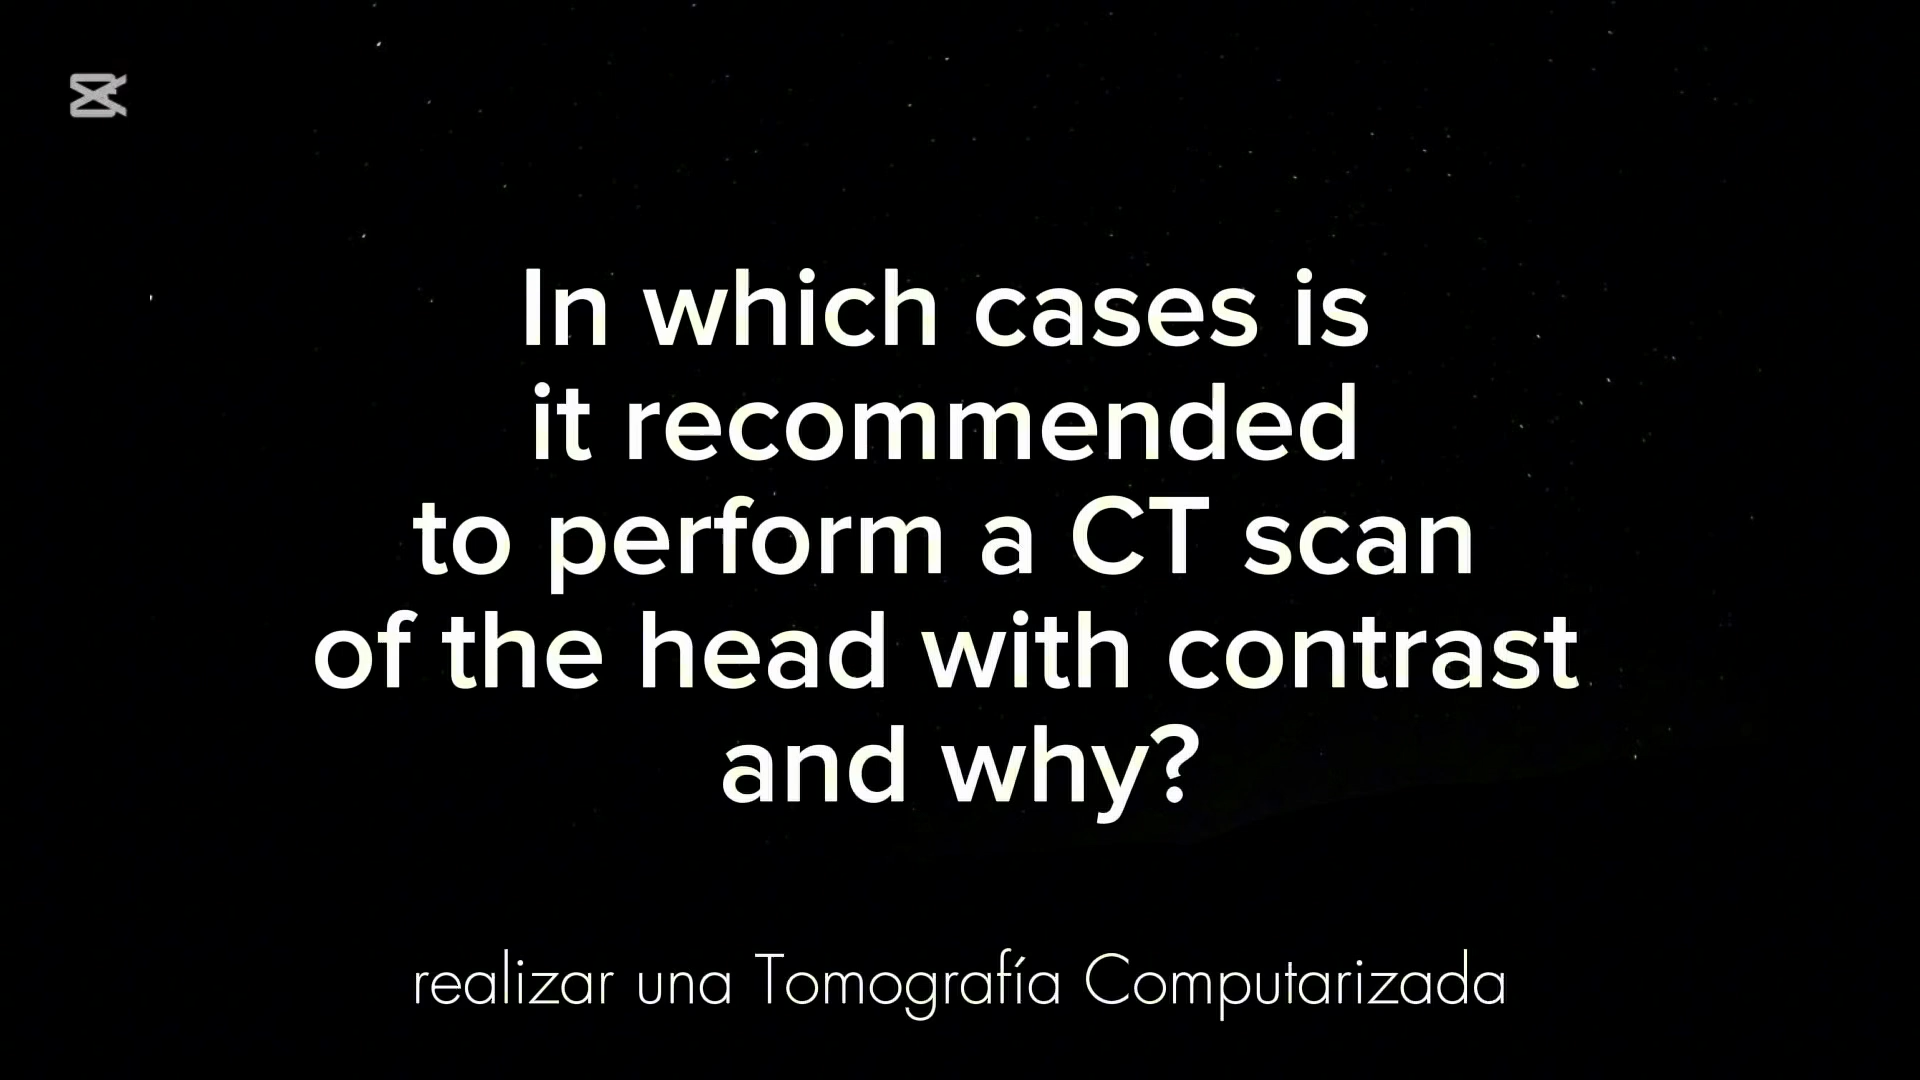 In which cases is
it recommended
to perform a CT scan
of the head with contrast
and why?
realizar una Tomografía Computarizada